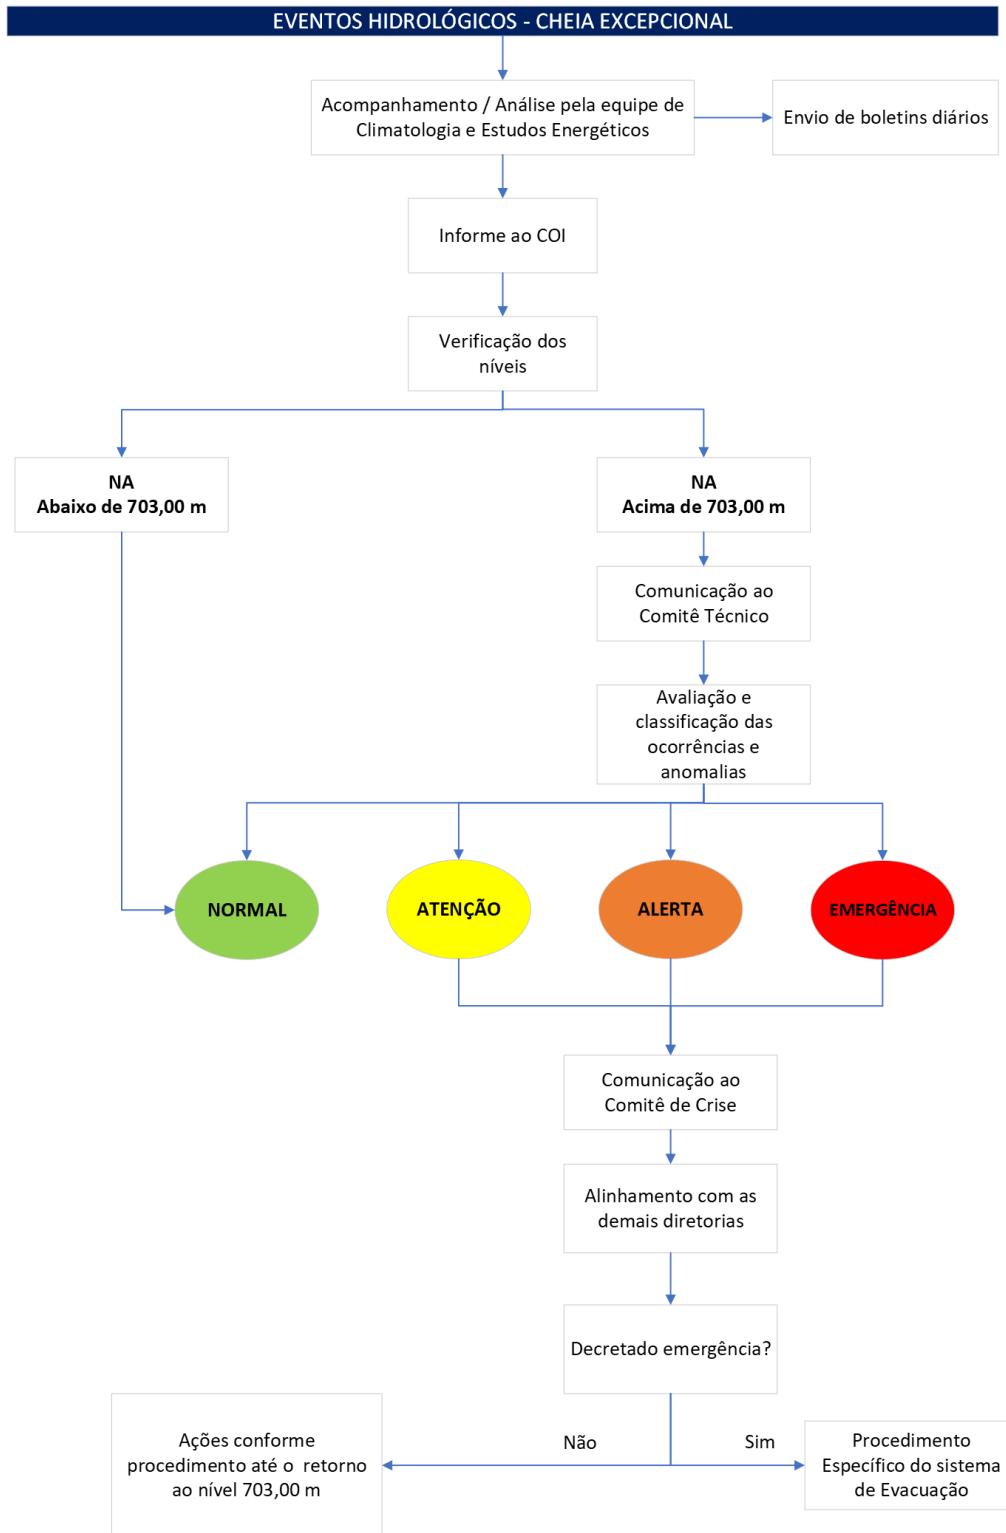 EVENTOS HIDROLÓGICOS - CHEIA EXCEPCIONAL
Acompanhamento / Análise pela equipe de
Climatologia e Estudos Energéticos
Envio de boletins diários
Informe ao COI
Verificação dos
níveis
NA
Abaixo de 703,00 m
NA
Acima de 703,00 m
Comunicação ao
Comitê Técnico
Avaliação e
classificação das
ocorrências e
anomalias
NORMAL
ATENÇÃO
ALERTA
EMERGÊNCIA
Comunicação ao
Comitê de Crise
Alinhamento com as
demais diretorias
Decretado emergência?
Não
Sim
Ações conforme
procedimento até o retorno
ao nível 703,00 m
Procedimento
Específico do sistema
de Evacuação